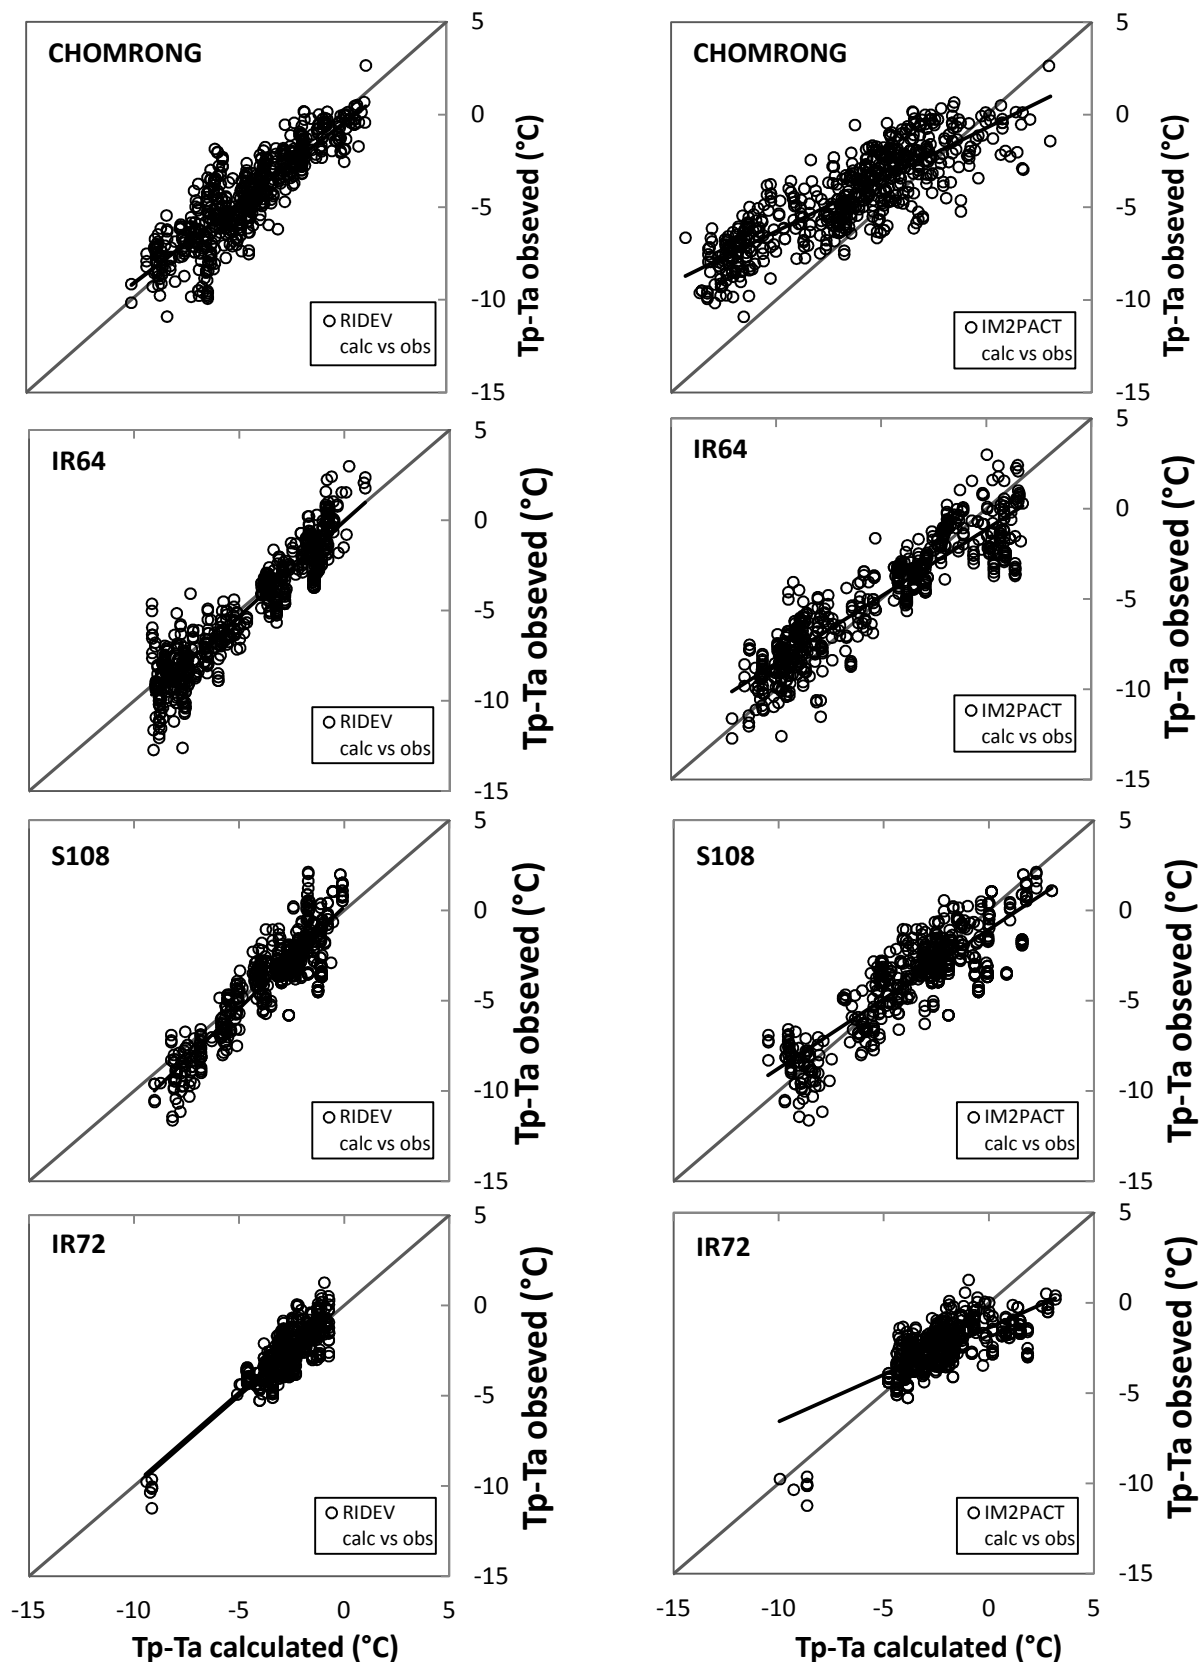 CHOMRONG
5
0
-5
-10
-15
Tp-Ta obseved (°C)
RIDEV
calc vs obs
CHOMRONG
5
0
-5
-10
-15
Tp-Ta obseved (°C)
IM2PACT
calc vs obs
IR64
5
0
-5
-10
-15
Tp-Ta obseved (°C)
RIDEV
calc vs obs
IR64
5
0
-5
-10
-15
Tp-Ta obseved (°C)
IM2PACT
calc vs obs
S108
5
0
-5
-10
-15
Tp-Ta obseved (°C)
RIDEV
calc vs obs
S108
5
0
-5
-10
-15
Tp-Ta obseved (°C)
IM2PACT
calc vs obs
IR72
5
0
-5
-10
-15
Tp-Ta obseved (°C)
RIDEV
calc vs obs
-15 -10 -5 0 5
Tp-Ta calculated (°C)
IR72
5
0
-5
-10
-15
Tp-Ta obseved (°C)
IM2PACT
calc vs obs
-15 -10 -5 0 5
Tp-Ta calculated (°C)